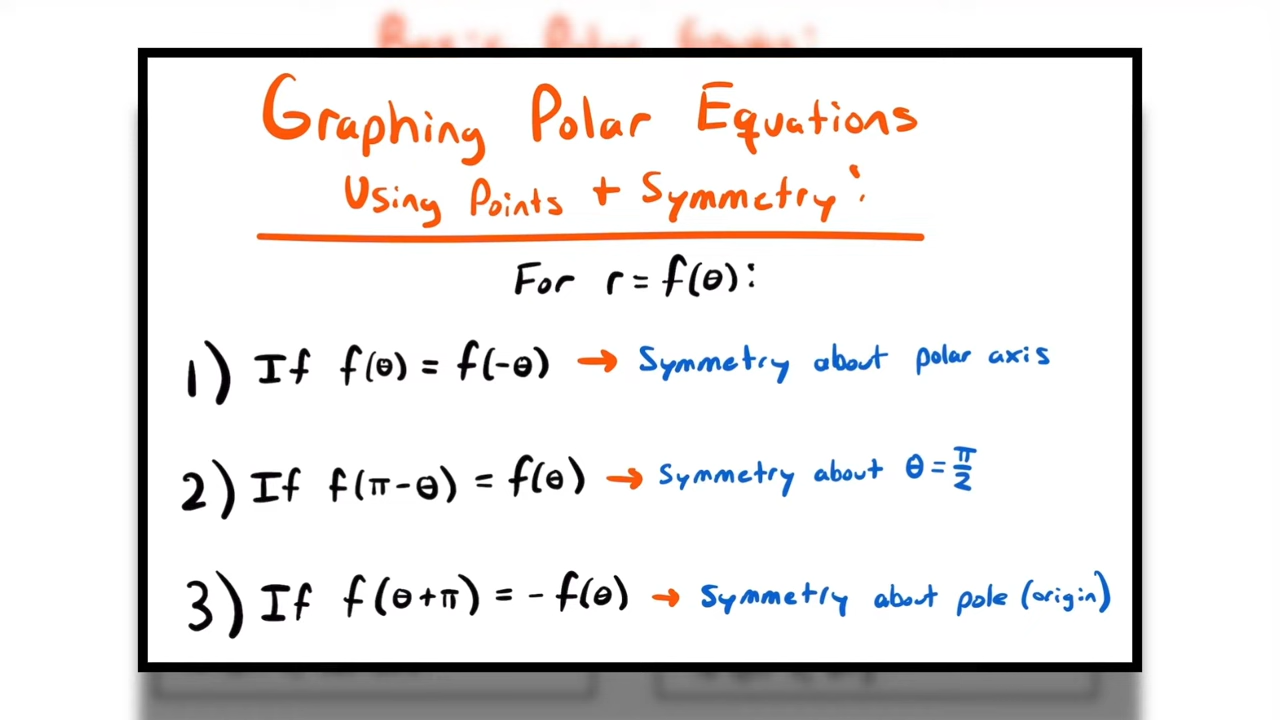 Graphing Polar Equations
Using Points + Symmetry:
For r = f(θ):
1) If f(θ) = f(-θ) → Symmetry about polar axis
2) If f(π-θ) = f(θ) → Symmetry about θ = π/2
3) If f(θ+π) = - f(θ) → Symmetry about pole (origin)